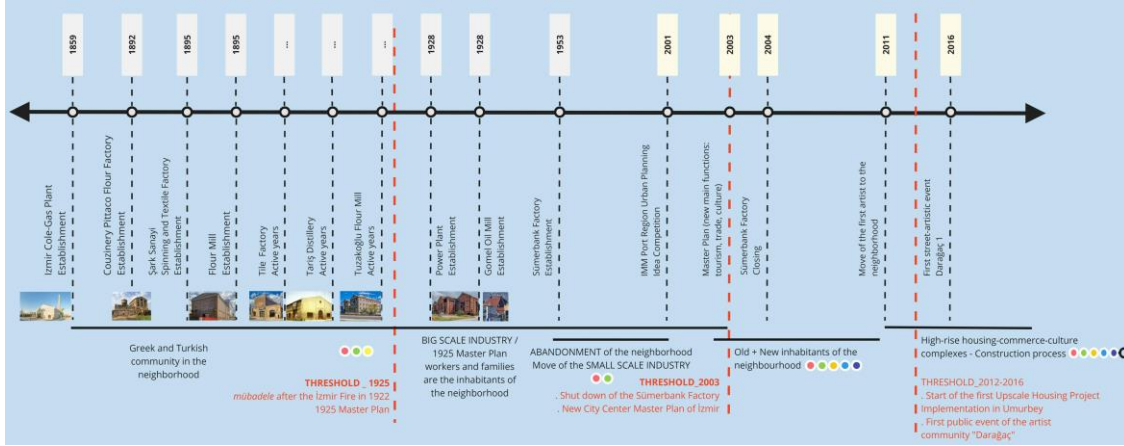 1859
1892
1895
1895
...
...
...
1928
1928
1953
2001
2003
2004
2011
2016
Izmir Cole-Gas Plant
Establishment
Couzinery Pittaco Flour Factory
Establishment
Şark Sanayi
Spinning and Textile Factory
Establishment
Flour Mill
Establishment
Tile Factory
Active years
Tariş Distillery
Active years
Tuzakoğlu Flour Mill
Active years
Power Plant
Establishment
Gomel Oil Mill
Establishment
Sümerbank Factory
Establishment
IMM Port Region Urban Planning
Idea Competition
Master Plan (new main functions:
tourism, trade, culture)
Sümerbank Factory
Closing
Move of the first artist to the
neighborhood
First street-artistic event
Darağaç 1
Greek and Turkish
community in the
neighborhood
THRESHOLD _ 1925
mübadele after the İzmir Fire in 1922
1925 Master Plan
BIG SCALE INDUSTRY /
1925 Master Plan
workers and families
are the inhabitants of
the neighborhood
ABANDONMENT of the neighborhood
Move of the SMALL SCALE INDUSTRY
THRESHOLD_2003
. Shut down of the Sümerbank Factory
. New City Center Master Plan of İzmir
Old + New inhabitants of the
neighbourhood
High-rise housing-commerce-culture
complexes - Construction process
THRESHOLD_2012-2016
. Start of the first Upscale Housing Project
Implementation in Umurbey
. First public event of the artist
community "Darağaç"